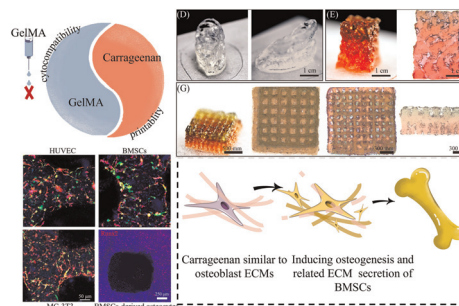 GelMA
cytocompatibility
Carrageenan
GelMA
printability
(D)
1 cm
(E)
1 cm
(G)
HUVEC
BMSCs
50 μm
250 μm
Carrageenan similar to
osteoblast ECMs
Inducing osteogenesis and
related ECM secretion of
BMSCs